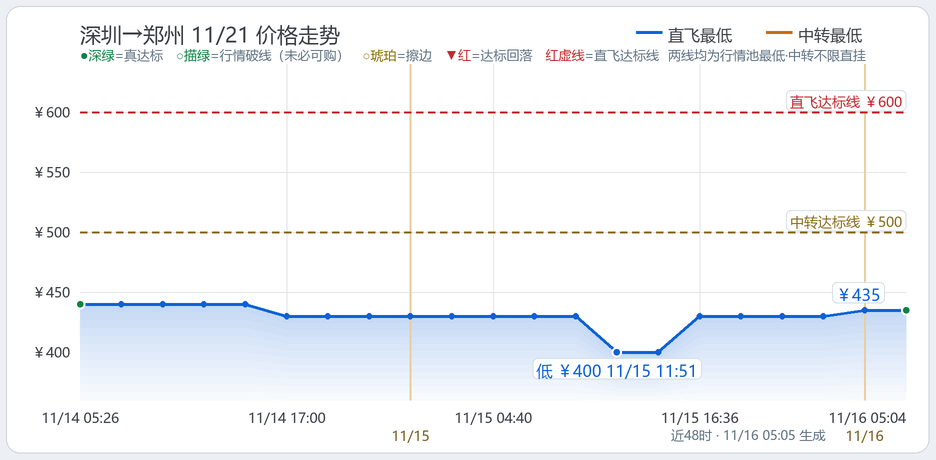 深圳→郑州 11/21 价格走势
直飞最低 中转最低
●深绿=真达标 ○描绿=行情破线（未必可购） ○琥珀=擦边 ▼红=达标回落 红虚线=直飞达标线 两线均为行情池最低·中转不限直挂
¥600
直飞达标线 ¥600
¥550
¥500
中转达标线 ¥500
¥450
¥435
¥400
低 ¥400 11/15 11:51
11/14 05:26 11/14 17:00 11/15 04:40 11/15 16:36 11/16 05:04
11/15 近48时 · 11/16 05:05 生成 11/16